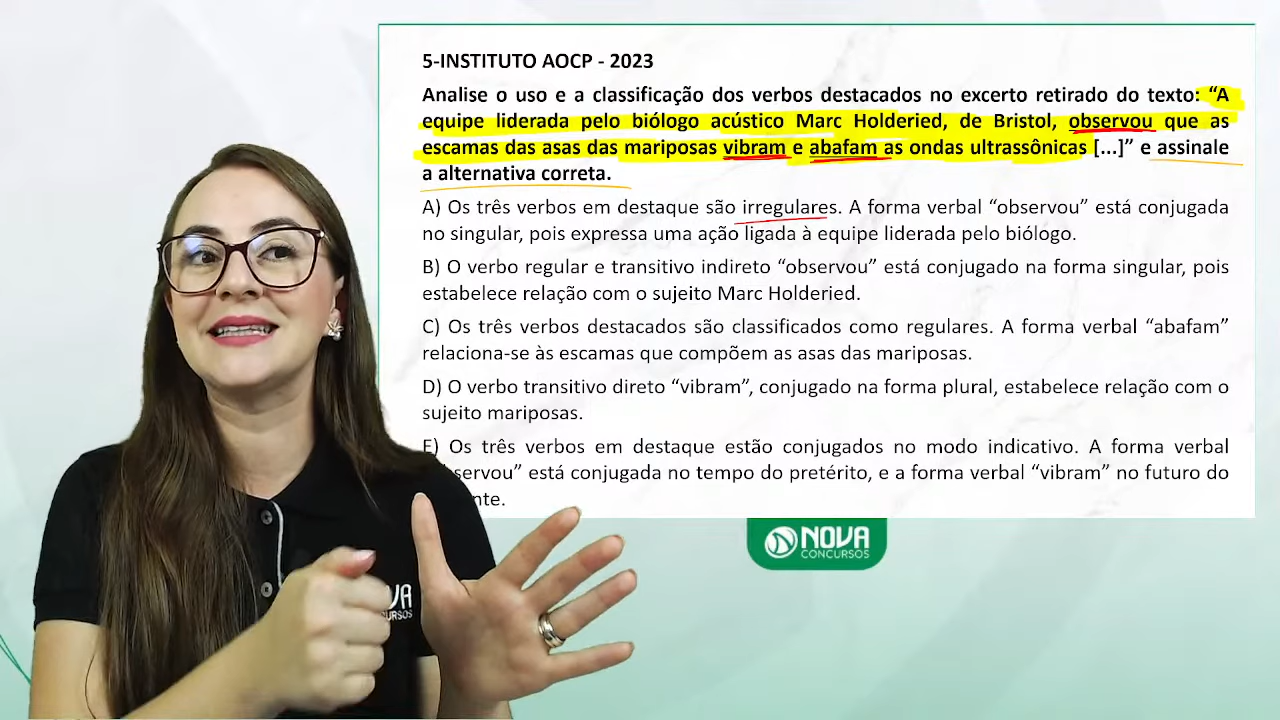 5-INSTITUTO AOCP - 2023
Analise o uso e a classificação dos verbos destacados no excerto retirado do texto: “A
equipe liderada pelo biólogo acústico Marc Holderied, de Bristol, observou que as
escamas das asas das mariposas vibram e abafam as ondas ultrassônicas [...]” e assinale
a alternativa correta.
A) Os três verbos em destaque são irregulares. A forma verbal “observou” está conjugada
no singular, pois expressa uma ação ligada à equipe liderada pelo biólogo.
B) O verbo regular e transitivo indireto “observou” está conjugado na forma singular, pois
estabelece relação com o sujeito Marc Holderied.
C) Os três verbos destacados são classificados como regulares. A forma verbal “abafam”
relaciona-se às escamas que compõem as asas das mariposas.
D) O verbo transitivo direto “vibram”, conjugado na forma plural, estabelece relação com o
sujeito mariposas.
E) Os três verbos em destaque estão conjugados no modo indicativo. A forma verbal
servou” está conjugada no tempo do pretérito, e a forma verbal “vibram” no futuro do
nte.
NOVA
CONCURSOS
VA
CURSOS